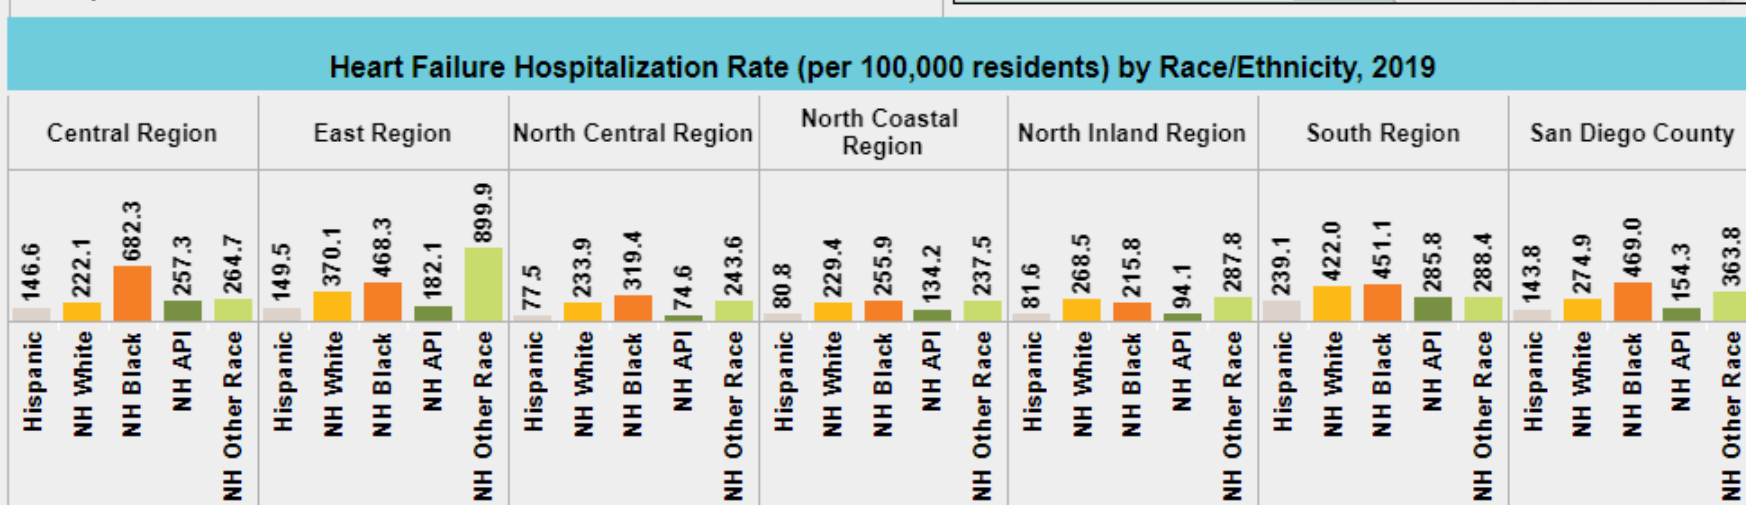 Heart Failure Hospitalization Rate (per 100,000 residents) by Race/Ethnicity, 2019
Central Region
East Region
North Central Region
North Coastal
Region
North Inland Region
South Region
San Diego County
146.6
222.1
682.3
257.3
264.7
149.5
370.1
468.3
182.1
899.9
77.5
233.9
319.4
74.6
243.6
80.8
229.4
255.9
134.2
237.5
81.6
268.5
215.8
94.1
287.8
239.1
422.0
451.1
285.8
288.4
143.8
274.9
469.0
154.3
363.8
Hispanic
NH White
NH Black
NH API
NH Other Race
Hispanic
NH White
NH Black
NH API
NH Other Race
Hispanic
NH White
NH Black
NH API
NH Other Race
Hispanic
NH White
NH Black
NH API
NH Other Race
Hispanic
NH White
NH Black
NH API
NH Other Race
Hispanic
NH White
NH Black
NH API
NH Other Race
Hispanic
NH White
NH Black
NH API
NH Other Race